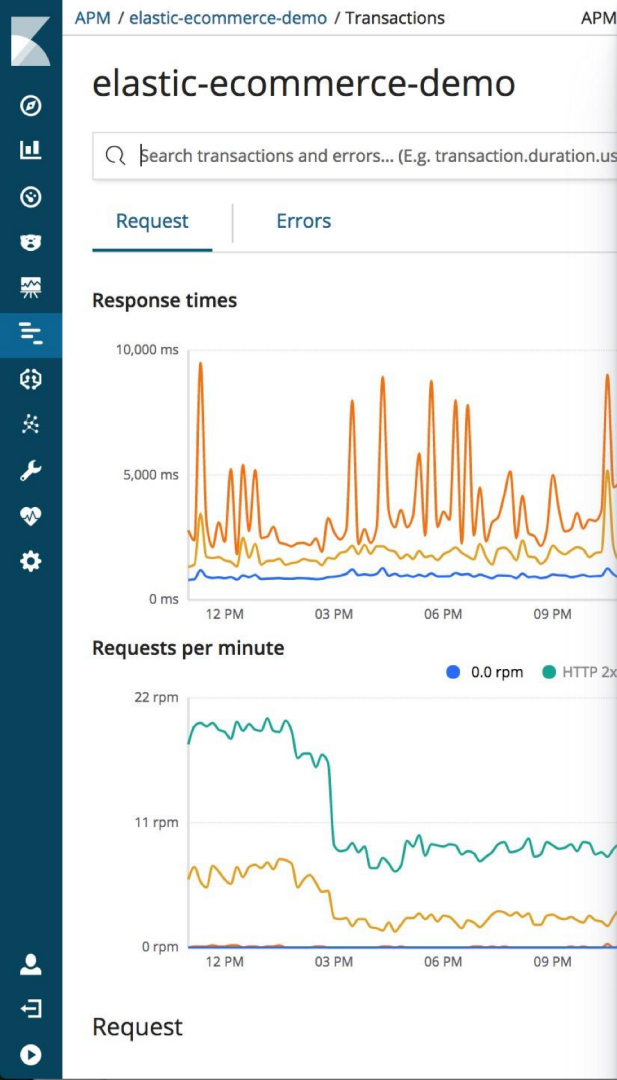 APM / elastic-ecommerce-demo / Transactions APM
elastic-ecommerce-demo
Search transactions and errors... (E.g. transaction.duration.us
Request Errors
Response times
10,000 ms
5,000 ms
0 ms
12 PM 03 PM 06 PM 09 PM
Requests per minute
0.0 rpm HTTP 2x
22 rpm
11 rpm
0 rpm
12 PM 03 PM 06 PM 09 PM
Request